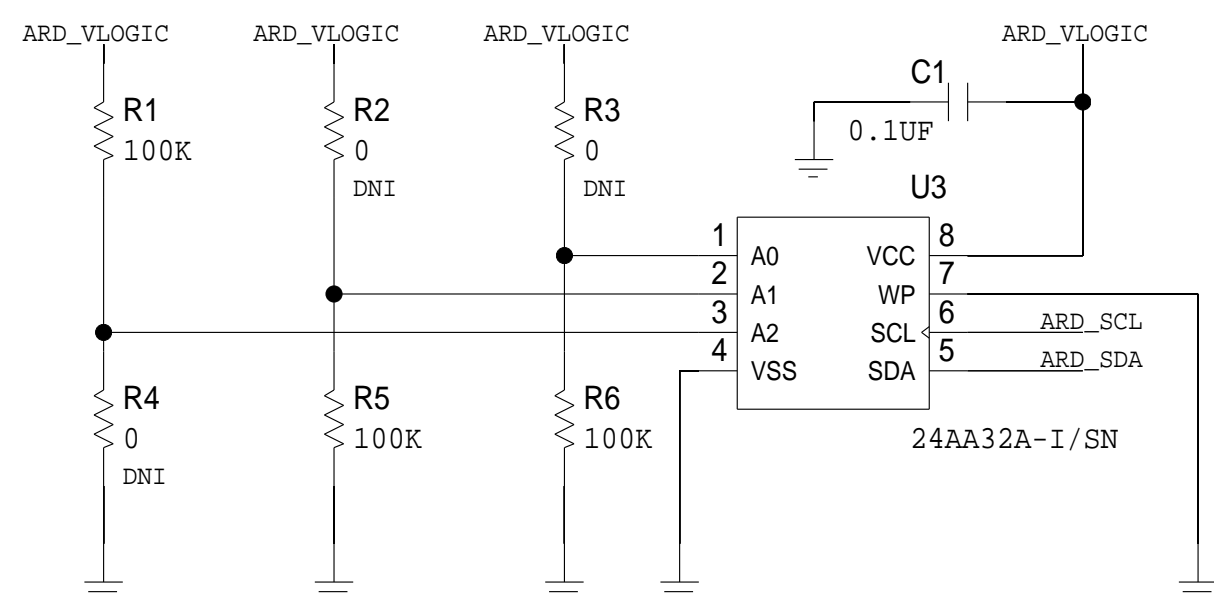 ARD_VLOGIC ARD_VLOGIC ARD_VLOGIC ARD_VLOGIC
C1
R1 R2 R3
0.1UF
100K 0 0
DNI DNI
U3
1 8
A0 VCC
2 7
A1 WP
3 6
ARD_SCL
A2 SCL
4 5
ARD_SDA
VSS SDA
R4 R5 R6
0 100K 100K 24AA32A-I/SN
DNI